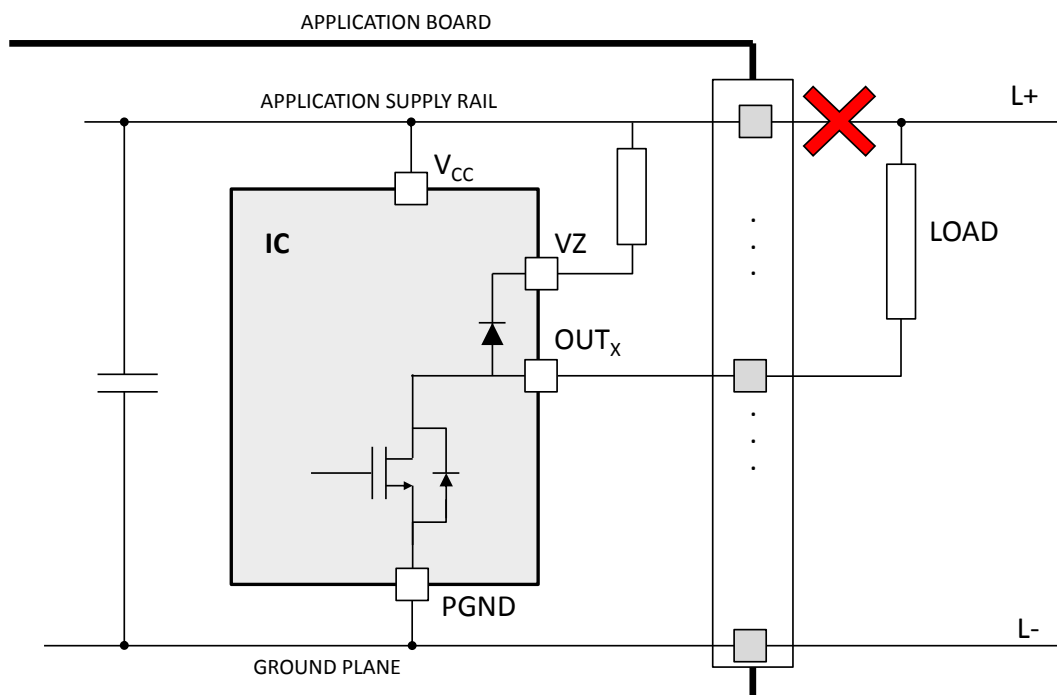 APPLICATION BOARD
APPLICATION SUPPLY RAIL
L+
VCC
IC
VZ
LOAD
OUTX
PGND
L-
GROUND PLANE